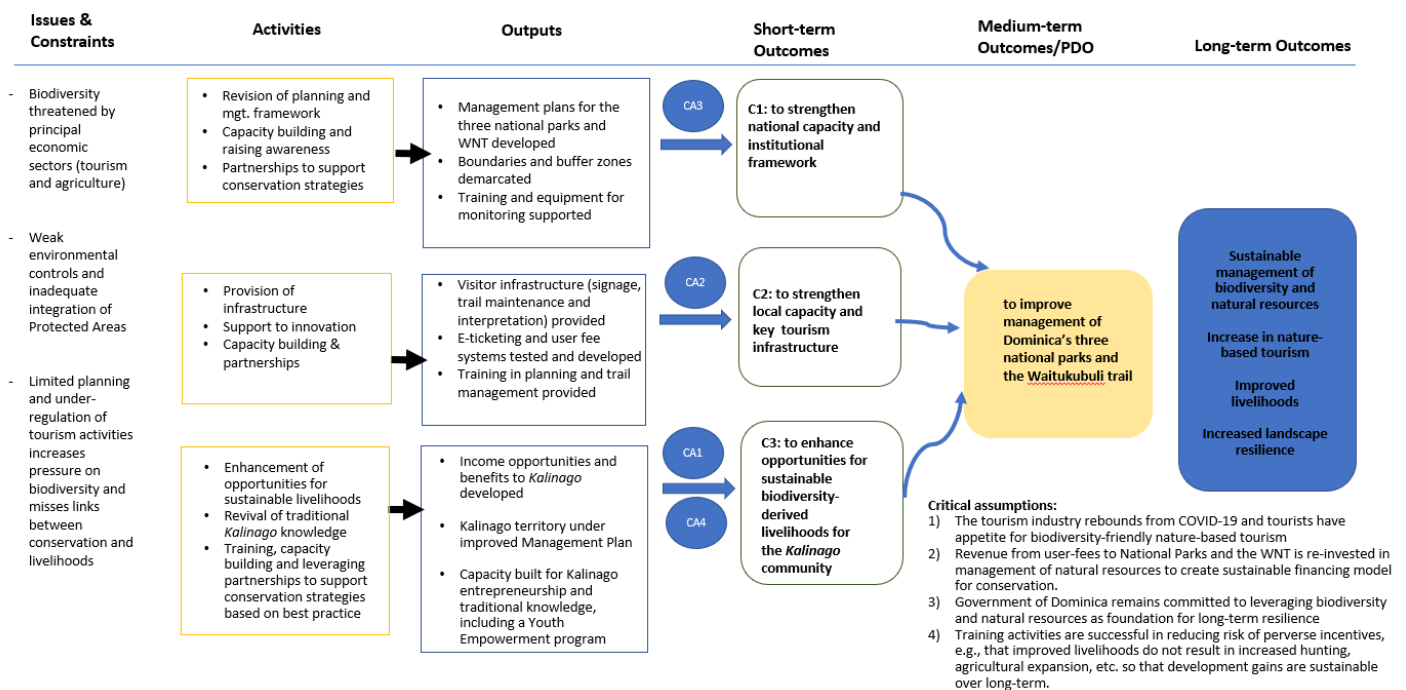 Issues &
Constraints
Activities
Outputs
Short-term
Outcomes
Medium-term
Outcomes/PDO
Long-term Outcomes
- Biodiversity
threatened by
principal
economic
sectors (tourism
and agriculture)
- Weak
environmental
controls and
inadequate
integration of
Protected Areas
- Limited planning
and under-
regulation of
tourism activities
increases
pressure on
biodiversity and
misses links
between
conservation and
livelihoods
• Revision of planning and
mgt. framework
• Capacity building and
raising awareness
• Partnerships to support
conservation strategies
• Management plans for the
three national parks and
WNT developed
• Boundaries and buffer zones
demarcated
• Training and equipment for
monitoring supported
CA3
C1: to strengthen
national capacity and
institutional
framework
• Provision of
infrastructure
• Support to innovation
• Capacity building &
partnerships
• Visitor infrastructure (signage,
trail maintenance and
interpretation) provided
• E-ticketing and user fee
systems tested and developed
• Training in planning and trail
management provided
CA2
C2: to strengthen
local capacity and
key tourism
infrastructure
• Enhancement of
opportunities for
sustainable livelihoods
• Revival of traditional
Kalinago knowledge
• Training, capacity
building and leveraging
partnerships to support
conservation strategies
based on best practice
• Income opportunities and
benefits to Kalinago
developed
• Kalinago territory under
improved Management Plan
• Capacity built for Kalinago
entrepreneurship and
traditional knowledge,
including a Youth
Empowerment program
CA1
CA4
C3: to enhance
opportunities for
sustainable
biodiversity-
derived
livelihoods for
the Kalinago
community
to improve
management of
Dominica's three
national parks and
the Waitukubuli trail
Sustainable
management of
biodiversity and
natural resources
Increase in nature-
based tourism
Improved
livelihoods
Increased landscape
resilience
Critical assumptions:
1) The tourism industry rebounds from COVID-19 and tourists have
appetite for biodiversity-friendly nature-based tourism
2) Revenue from user-fees to National Parks and the WNT is re-invested in
management of natural resources to create sustainable financing model
for conservation.
3) Government of Dominica remains committed to leveraging biodiversity
and natural resources as foundation for long-term resilience
4) Training activities are successful in reducing risk of perverse incentives,
e.g., that improved livelihoods do not result in increased hunting,
agricultural expansion, etc. so that development gains are sustainable
over long-term.